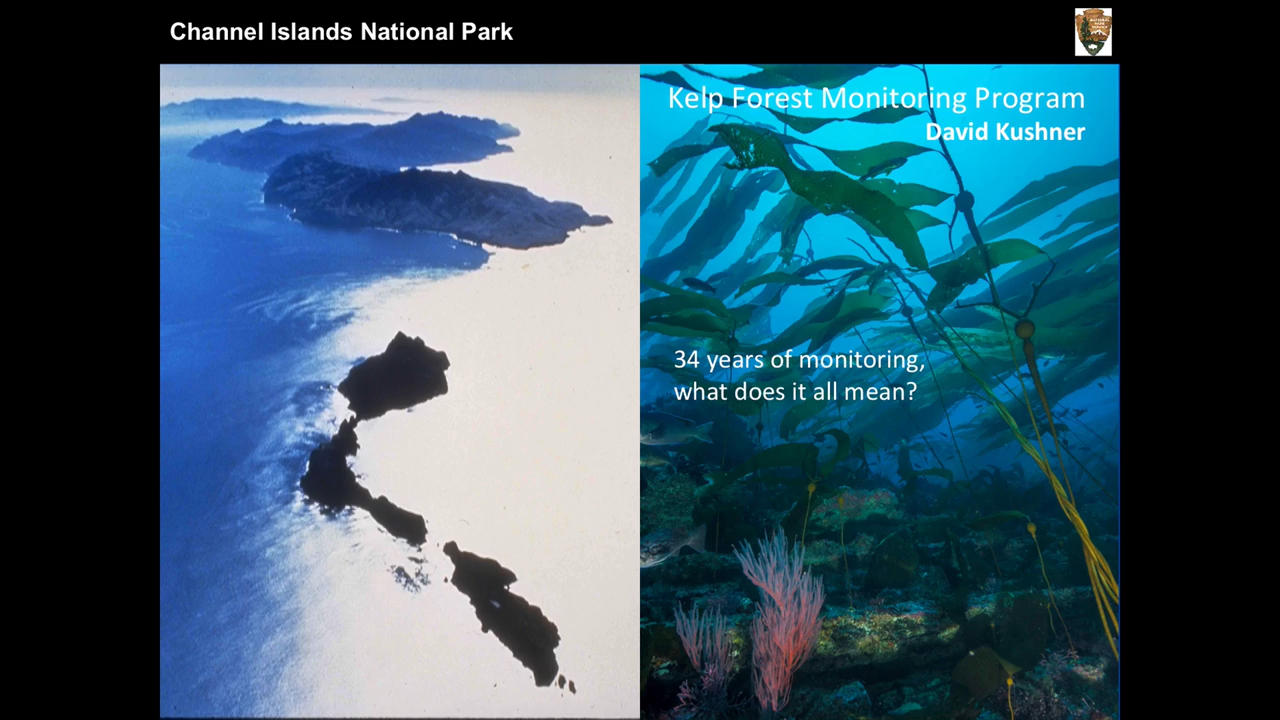 Channel Islands National Park
Kelp Forest Monitoring Program
David Kushner
34 years of monitoring,
what does it all mean?